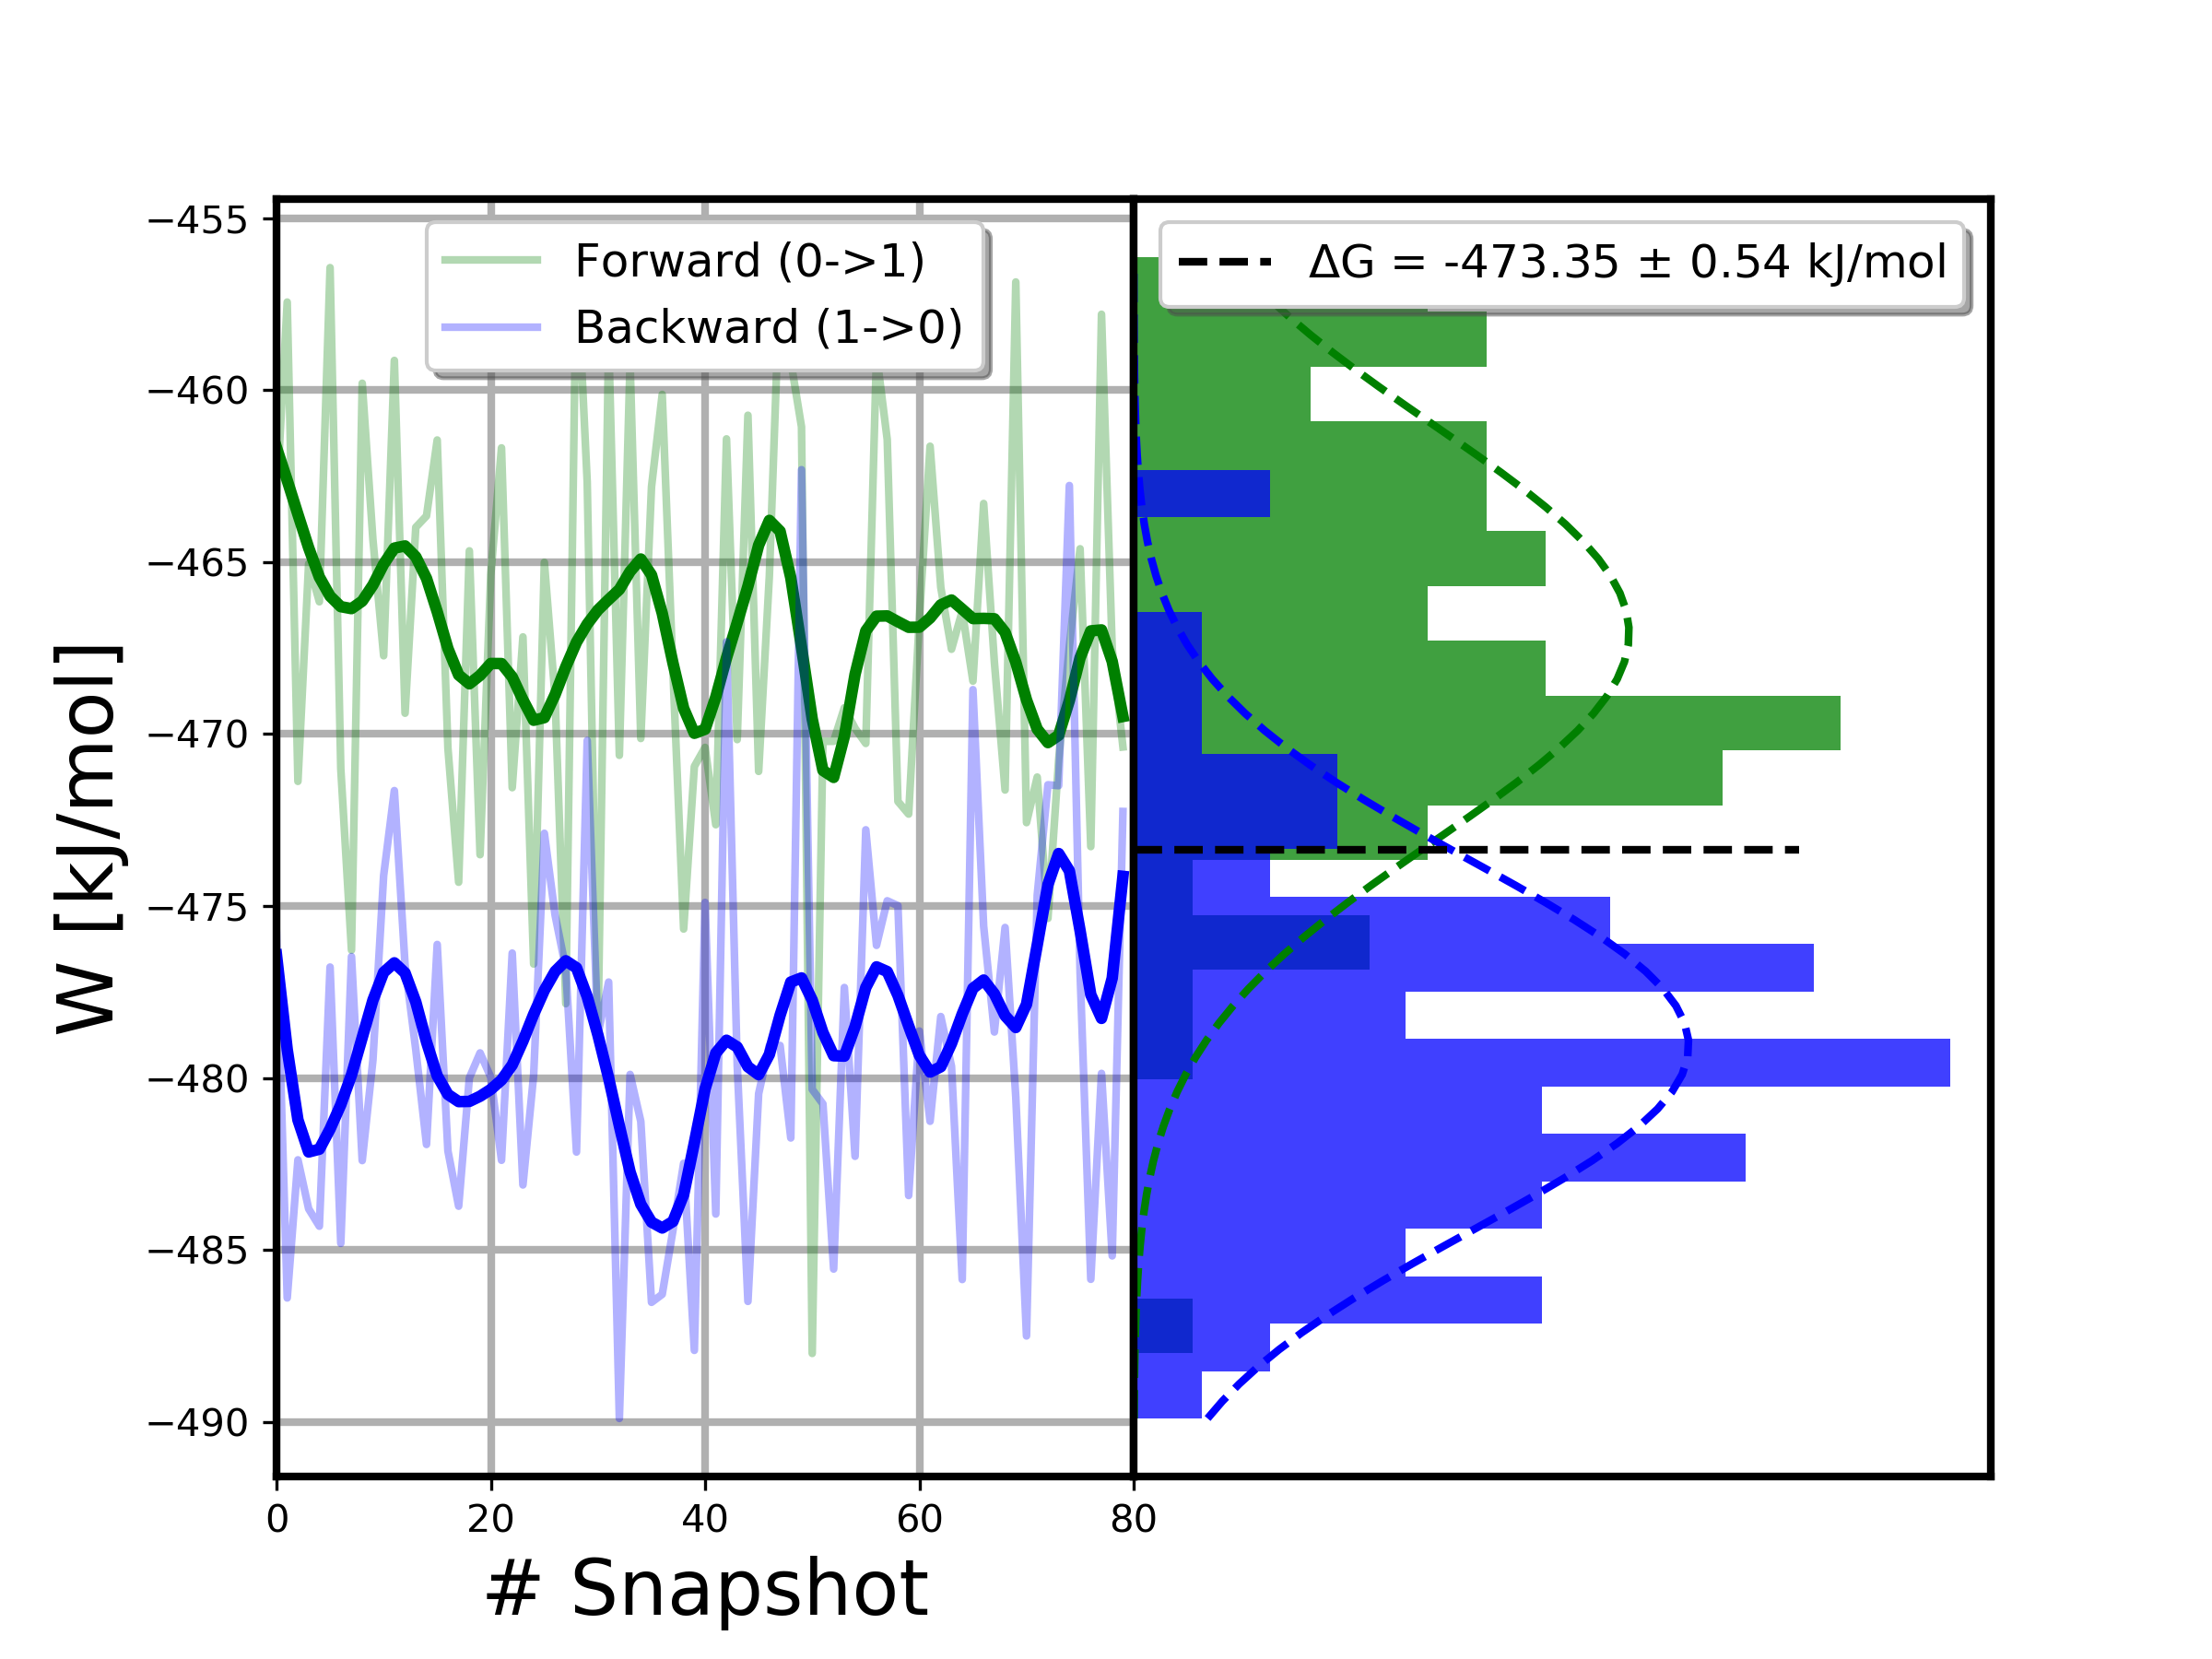 Forward (0->1)
Backward (1->0)
ΔG = -473.35 ± 0.54 kJ/mol
W [kJ/mol]
−455
−460
−465
−470
−475
−480
−485
−490
0 20 40 60 80
# Snapshot